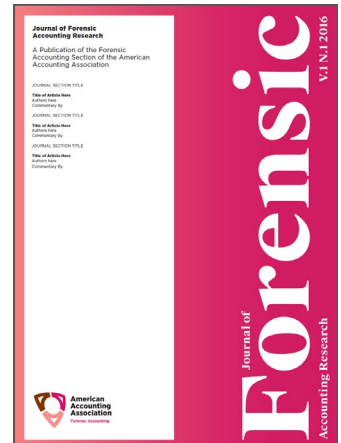 Journal of Forensic
Accounting Research
A Publication of the Forensic
Accounting Section of the American
Accounting Association
JOURNAL SECTION TITLE
Title of Article Here
Authors here
Commentary By
JOURNAL SECTION TITLE
Title of Article Here
Authors here
Commentary By
JOURNAL SECTION TITLE
Title of Article Here
Authors here
Commentary By
American
Accounting
Association
Forensic Accounting
Journal of
Forensic
Accounting Research
V.1 N.1 2016